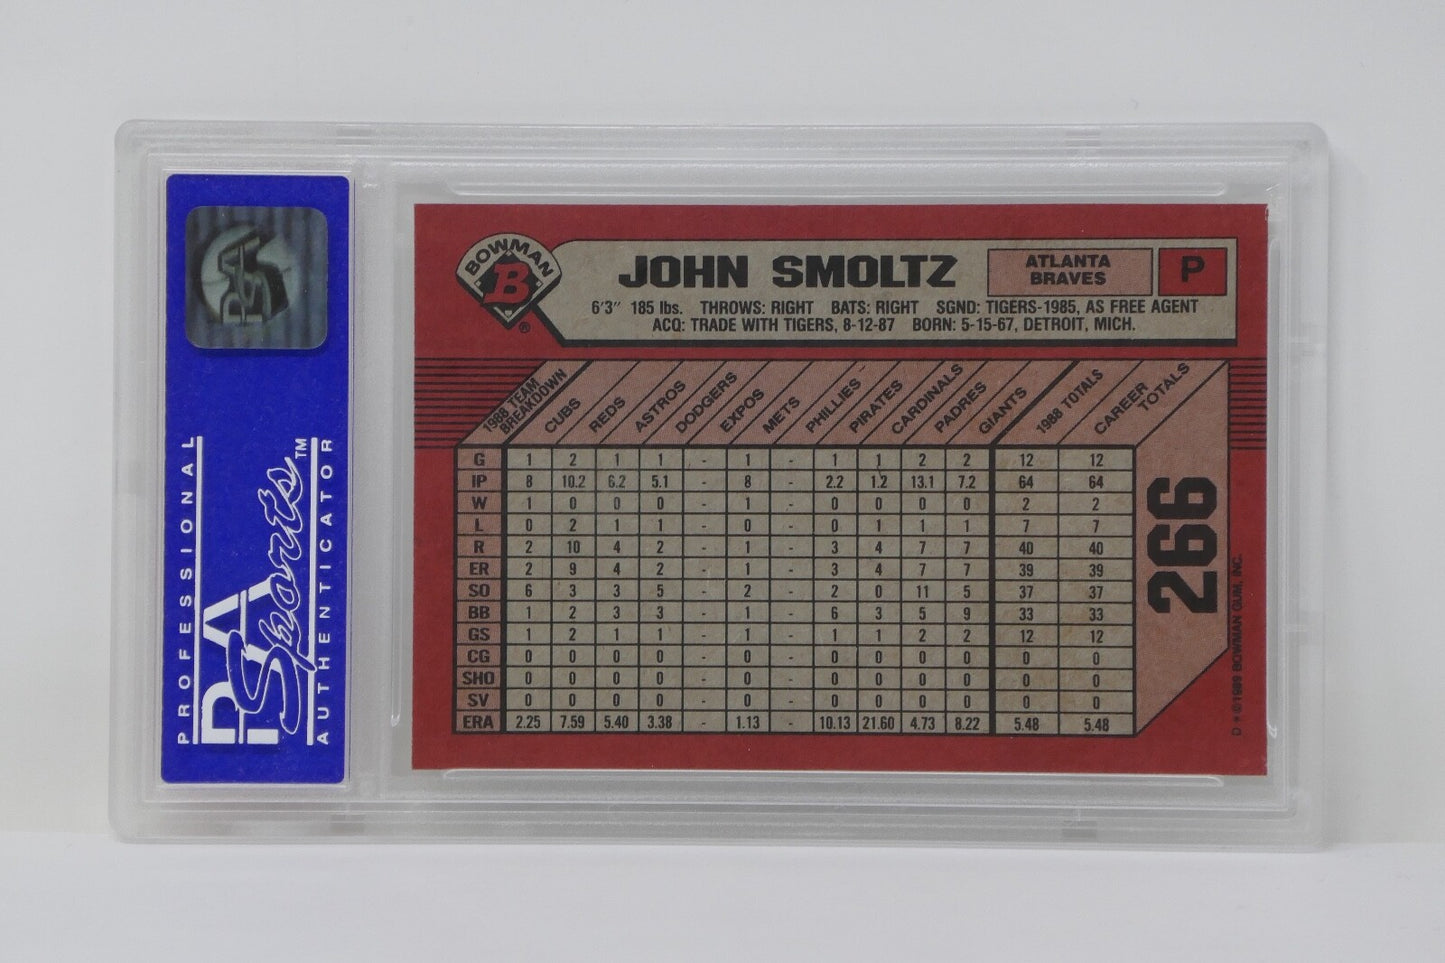 PROFESSIONAL
PSA
Sports™
AUTHENTICATOR
PSA
BOWMAN
B
®
JOHN SMOLTZ
ATLANTA
BRAVES
P
6'3" 185 lbs. THROWS: RIGHT BATS: RIGHT SGND: TIGERS-1985, AS FREE AGENT
ACQ: TRADE WITH TIGERS, 8-12-87 BORN: 5-15-67, DETROIT, MICH.
1988 TEAM BREAKDOWN CUBS REDS ASTROS DODGERS EXPOS METS PHILLIES PIRATES CARDINALS PADRES GIANTS 1988 TOTALS CAREER TOTALS
G 1 2 1 1 - 1 - 1 1 2 2 12 12
IP 8 10.2 6.2 5.1 - 8 - 2.2 1.2 13.1 7.2 64 64
W 1 0 0 0 - 1 - 0 0 0 0 2 2
L 0 2 1 1 - 0 - 0 1 1 1 7 7
R 2 10 4 2 - 1 - 3 4 7 7 40 40
ER 2 9 4 2 - 1 - 3 4 7 7 39 39
SO 6 3 3 5 - 2 - 2 0 11 5 37 37
BB 1 2 3 3 - 1 - 6 3 5 9 33 33
GS 1 2 1 1 - 1 - 1 1 2 2 12 12
CG 0 0 0 0 - 0 - 0 0 0 0 0 0
SHO 0 0 0 0 - 0 - 0 0 0 0 0 0
SV 0 0 0 0 - 0 - 0 0 0 0 0 0
ERA 2.25 7.59 5.40 3.38 - 1.13 - 10.13 21.60 4.73 8.22 5.48 5.48
266
D * ©1989 BOWMAN GUM, INC.